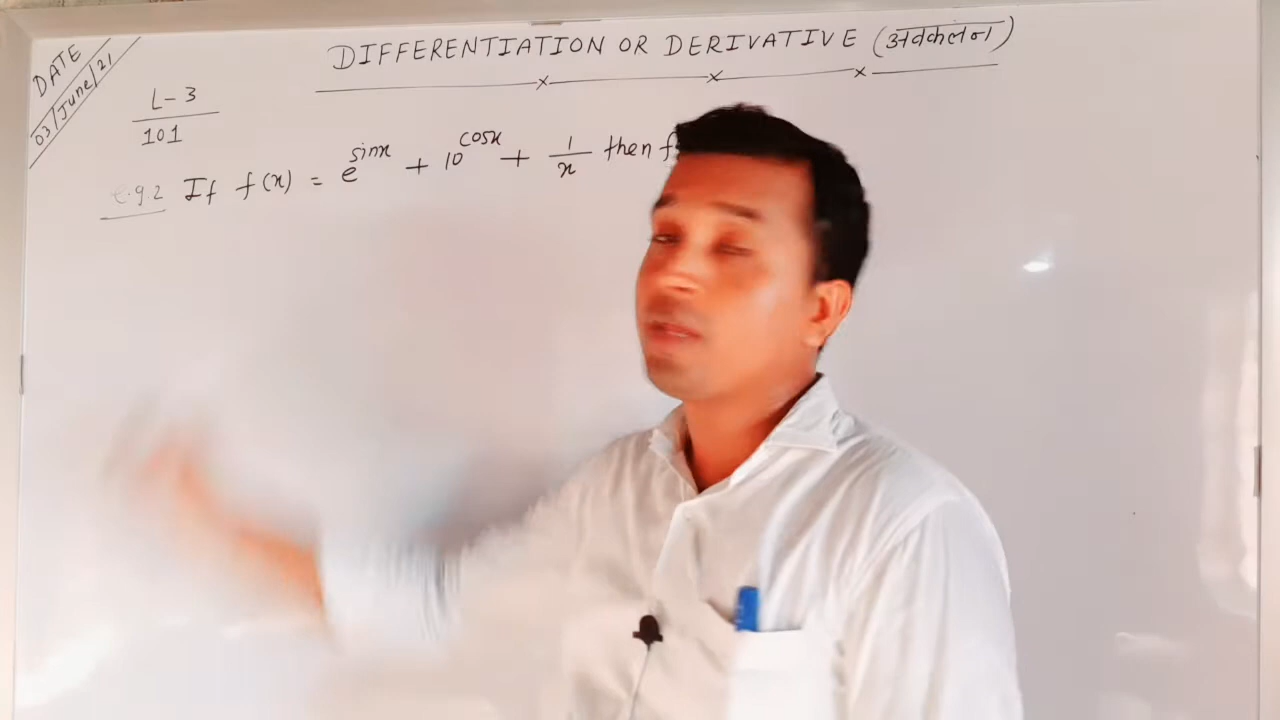 DATE
03/June/21
DIFFERENTIATION OR DERIVATIVE (अवकलन)
L-3
101
e.g.2 If f(x) = e^sinx + 10^cosx + 1/x then f